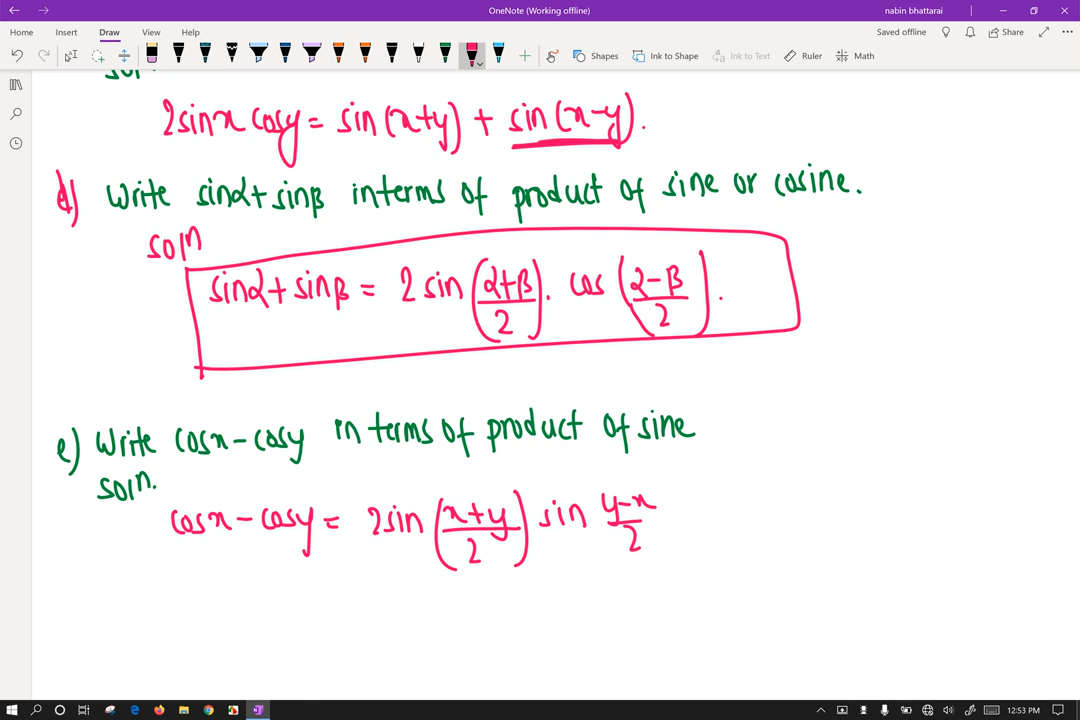 OneNote (Working offline)
nabin bhattarai
Home Insert Draw View Help
Saved offline
Share
Shapes
Ink to Shape
Ink to Text
Ruler
Math
2sinx cosy = sin(x+y) + sin(x-y).
d) Write sinα+sinβ interms of product of sine or cosine.
soln
sinα+sinβ = 2 sin (α+β/2). cos (α-β/2).
e) Write cosx-cosy in terms of product of sine
soln.
cosx-cosy = 2sin (x+y/2) sin y-x/2
12:53 PM